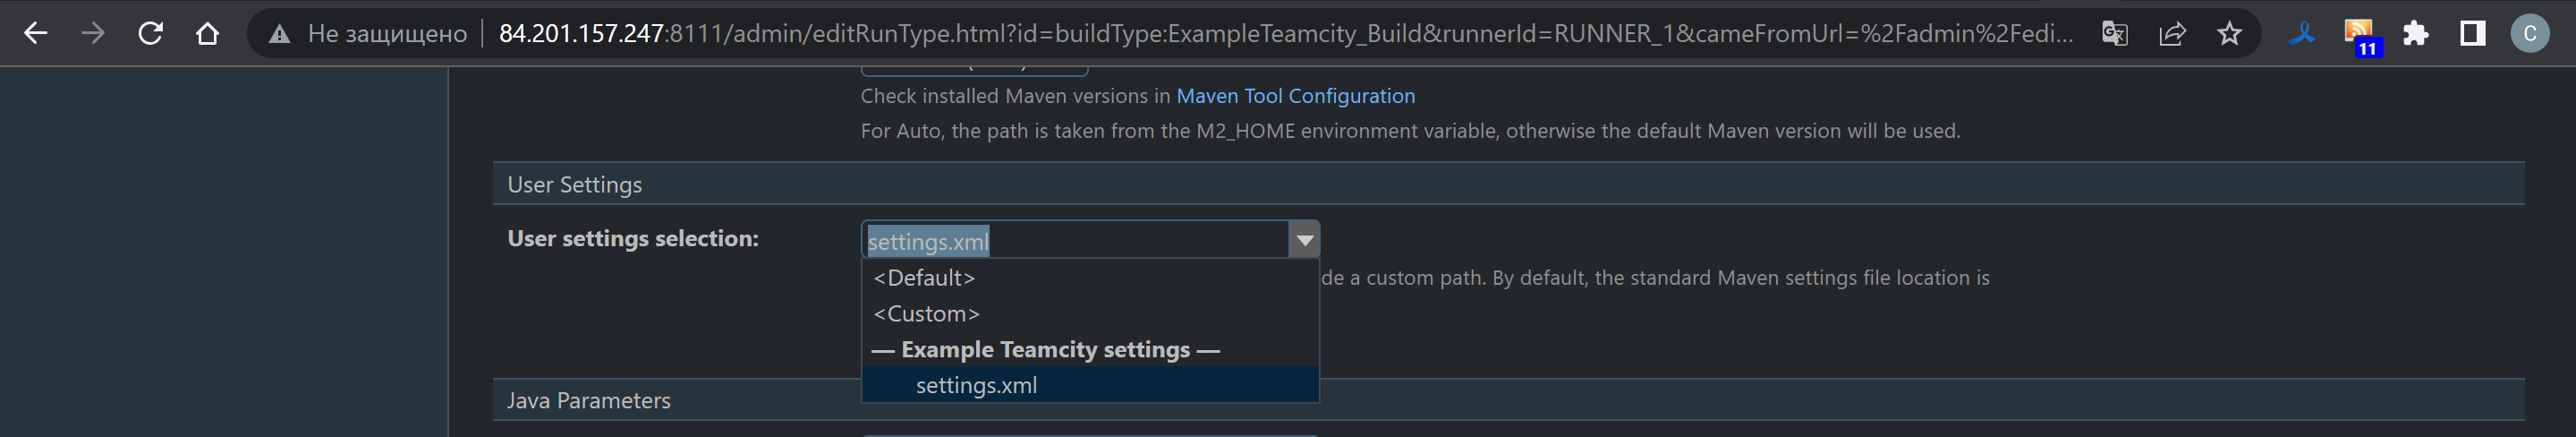 Не защищено 84.201.157.247:8111/admin/editRunType.html?id=buildType:ExampleTeamcity_Build&runnerId=RUNNER_1&cameFromUrl=%2Fadmin%2Fedi... 11 C
Check installed Maven versions in Maven Tool Configuration
For Auto, the path is taken from the M2_HOME environment variable, otherwise the default Maven version will be used.
User Settings
User settings selection: settings.xml
<Default> de a custom path. By default, the standard Maven settings file location is
<Custom>
— Example Teamcity settings —
settings.xml
Java Parameters